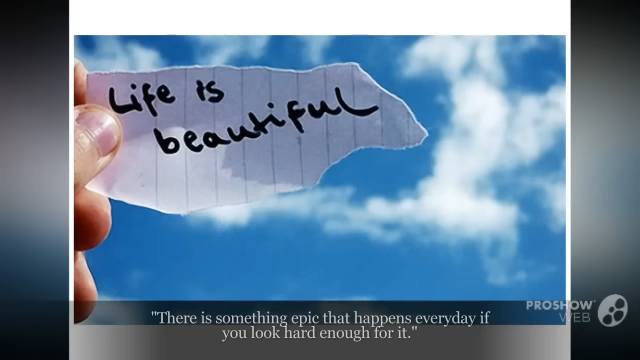 Life is
beautiful
"There is something epic that happens everyday if
you look hard enough for it."
PROSHOW
WEB